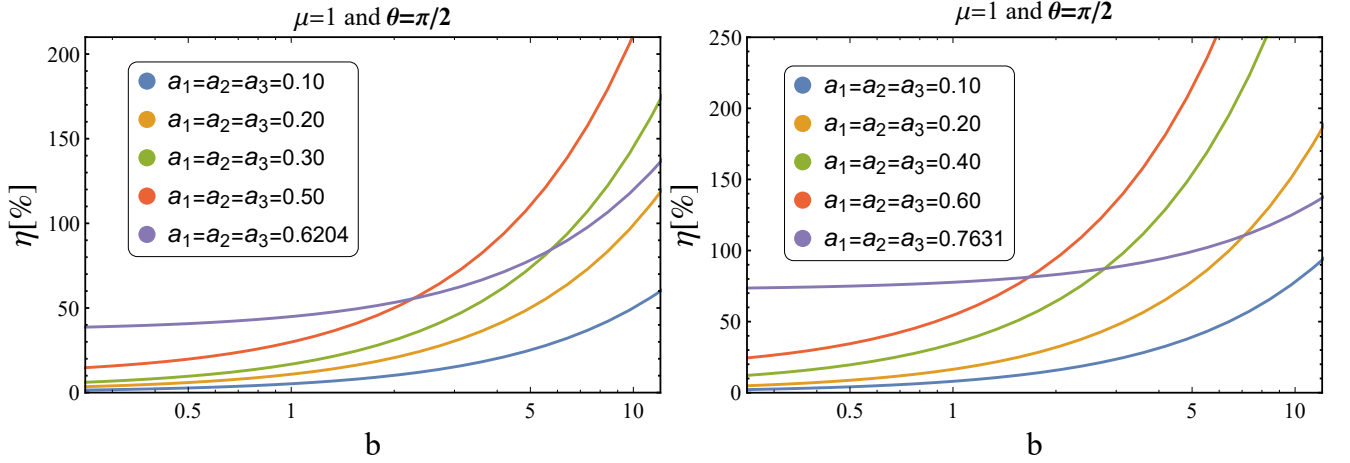 μ=1 and θ=π/2
η[%]
200
150
100
50
0
a₁=a₂=a₃=0.10
a₁=a₂=a₃=0.20
a₁=a₂=a₃=0.30
a₁=a₂=a₃=0.50
a₁=a₂=a₃=0.6204
0.5 1 5 10
b
μ=1 and θ=π/2
η[%]
250
200
150
100
50
0
a₁=a₂=a₃=0.10
a₁=a₂=a₃=0.20
a₁=a₂=a₃=0.40
a₁=a₂=a₃=0.60
a₁=a₂=a₃=0.7631
0.5 1 5 10
b